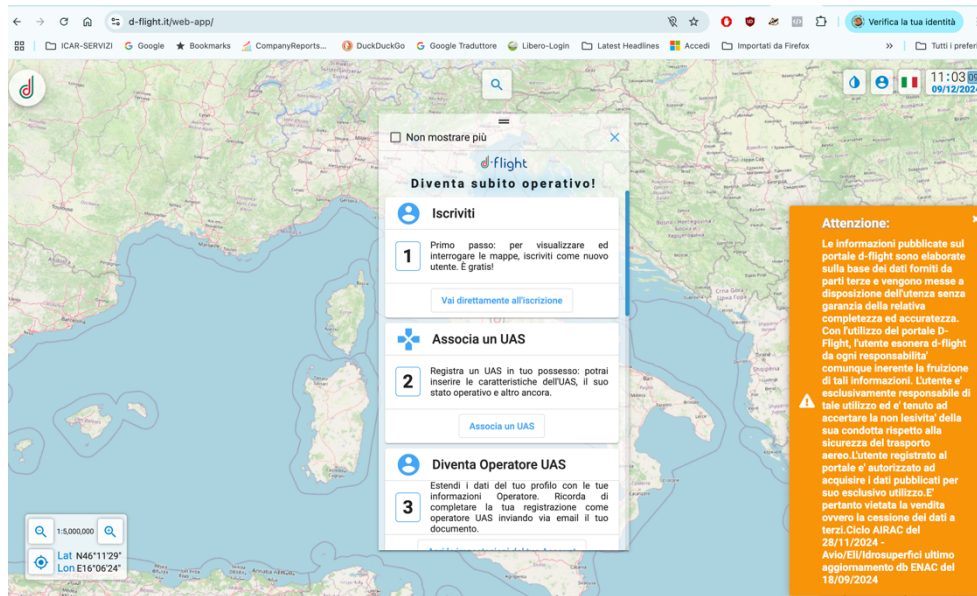 d-flight.it/web-app/
Verifica la tua identità
ICAR-SERVIZI
Google
Bookmarks
CompanyReports...
DuckDuckGo
Google Traduttore
Libero-Login
Latest Headlines
Accedi
Importati da Firefox
»
Tutti i preferi
d
11:03 09
09/12/2024
Non mostrare più
d-flight
Diventa subito operativo!
Iscriviti
1
Primo passo: per visualizzare ed
interrogare le mappe, iscriviti come nuovo
utente. È gratis!
Vai direttamente all'iscrizione
Associa un UAS
2
Registra un UAS in tuo possesso: potrai
inserire le caratteristiche dell'UAS, il suo
stato operativo e altro ancora.
Associa un UAS
Diventa Operatore UAS
3
Estendi i dati del tuo profilo con le tue
informazioni Operatore. Ricorda di
completare la tua registrazione come
operatore UAS inviando via email il tuo
documento.
Attenzione:
Le informazioni pubblicate sul
portale d-flight sono elaborate
sulla base dei dati forniti da
parti terze e vengono messe a
disposizione dell'utenza senza
garanzia della relativa
completezza ed accuratezza.
Con l'utilizzo del portale D-
Flight, l'utente esonera d-flight
da ogni responsabilita'
comunque inerente la fruizione
di tali informazioni. L'utente e'
esclusivamente responsabile di
tale utilizzo ed e' tenuto ad
accertare la non lesivita' della
sua condotta rispetto alla
sicurezza del trasporto
aereo.L'utente registrato al
portale e' autorizzato ad
acquisire i dati pubblicati per
suo esclusivo utilizzo.E'
pertanto vietata la vendita
ovvero la cessione dei dati a
terzi.Ciclo AIRAC del
28/11/2024 -
Avio/Eli/Idrosuperfici ultimo
aggiornamento db ENAC del
18/09/2024
1:5,000,000
Lat N46°11'29"
Lon E16°06'24"